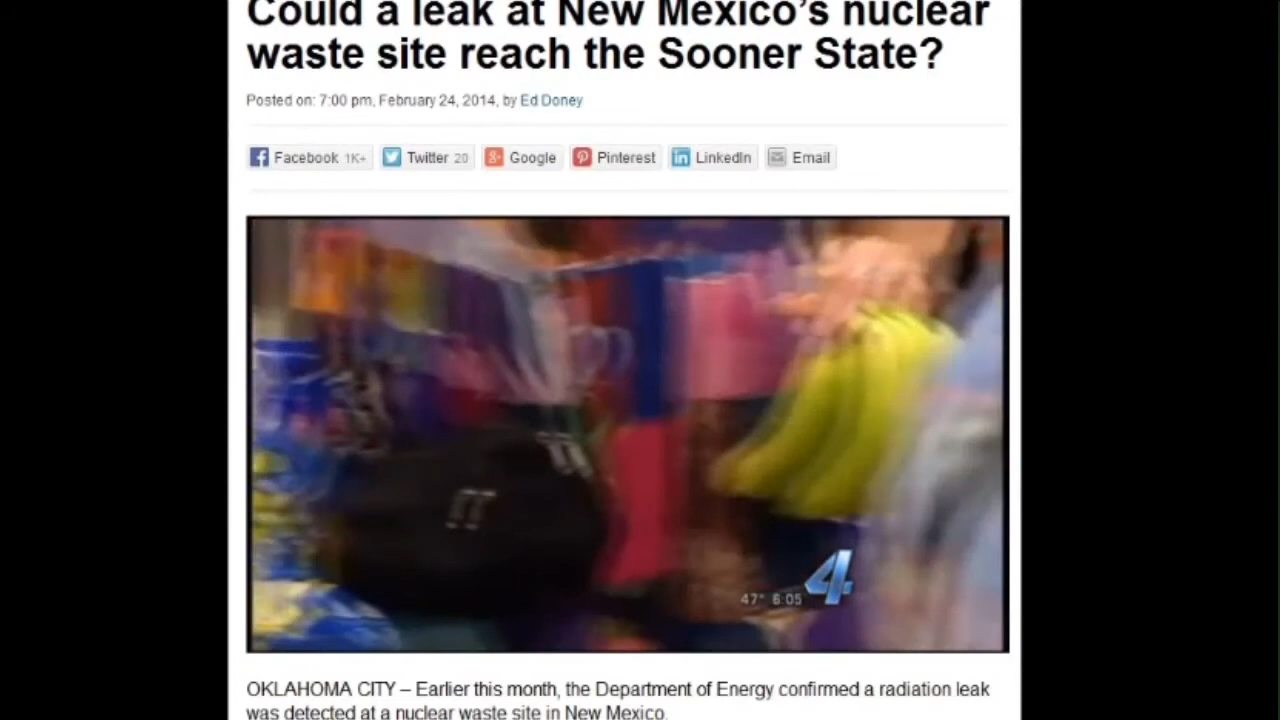 Could a leak at New Mexico’s nuclear
waste site reach the Sooner State?
Posted on: 7:00 pm, February 24, 2014, by Ed Doney
Facebook 1K+ Twitter 20 Google Pinterest LinkedIn Email
4
47° 6:05
OKLAHOMA CITY – Earlier this month, the Department of Energy confirmed a radiation leak
was detected at a nuclear waste site in New Mexico.